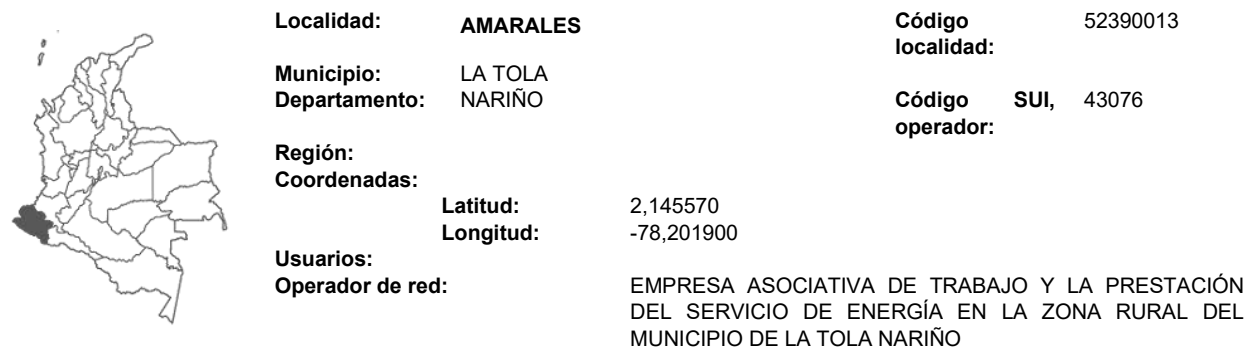 Localidad: AMARALES Código localidad: 52390013
Municipio: LA TOLA
Departamento: NARIÑO Código SUI, operador: 43076
Región:
Coordenadas:
Latitud: 2,145570
Longitud: -78,201900
Usuarios:
Operador de red: EMPRESA ASOCIATIVA DE TRABAJO Y LA PRESTACIÓN
DEL SERVICIO DE ENERGÍA EN LA ZONA RURAL DEL
MUNICIPIO DE LA TOLA NARIÑO